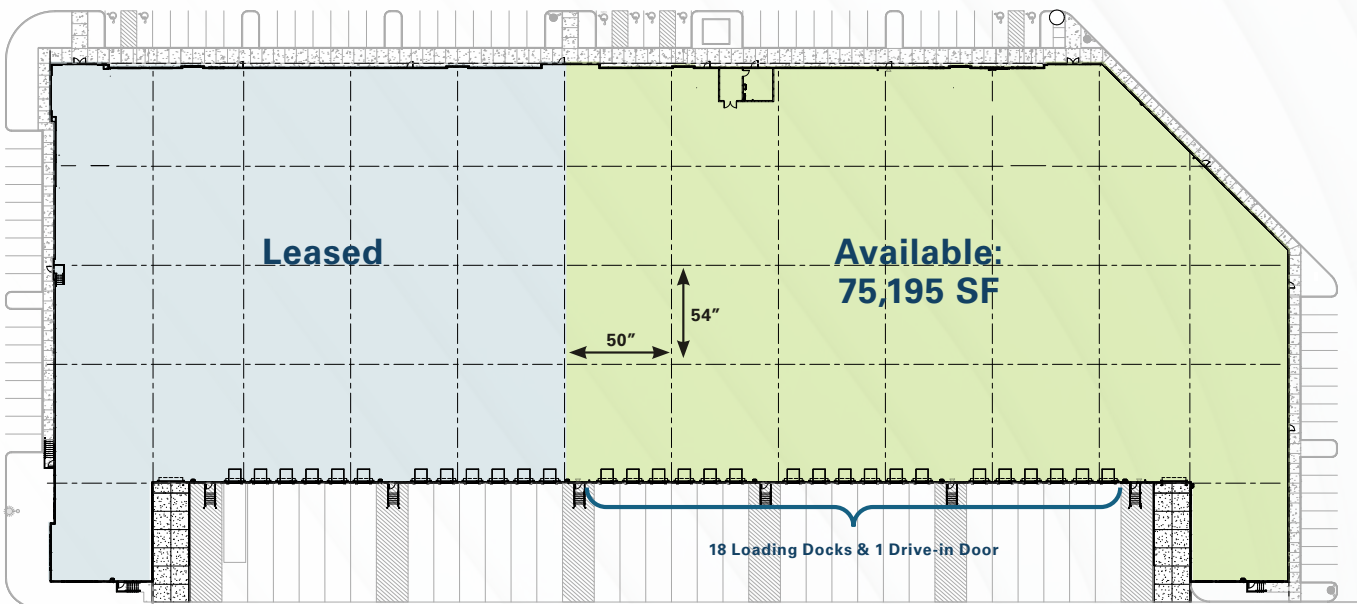 Leased
Available:
75,195 SF
54”
50”
18 Loading Docks & 1 Drive-in Door